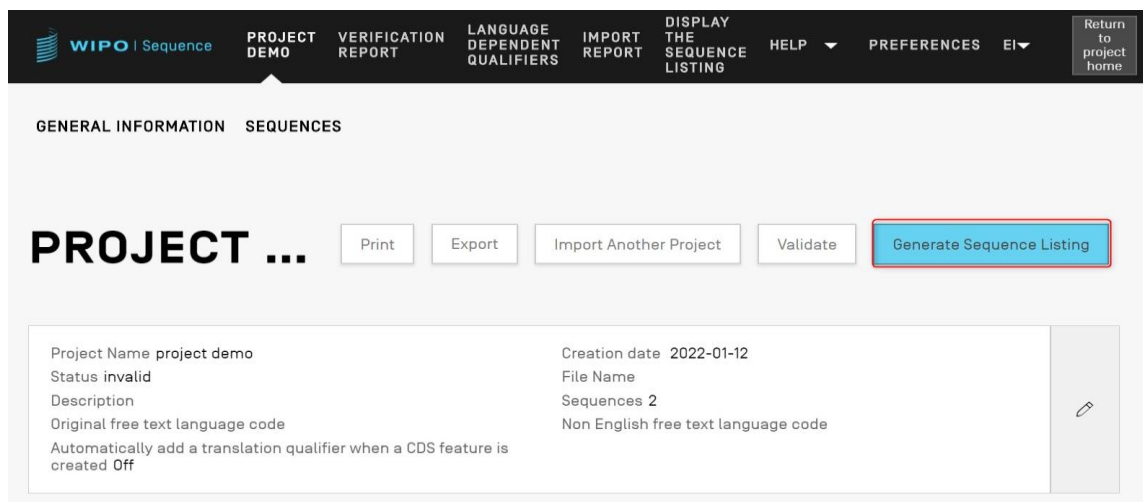 WIPO | Sequence
PROJECT DEMO
VERIFICATION REPORT
LANGUAGE DEPENDENT QUALIFIERS
IMPORT REPORT
DISPLAY THE SEQUENCE LISTING
HELP
PREFERENCES
El
Return to project home
GENERAL INFORMATION SEQUENCES
PROJECT ...
Print
Export
Import Another Project
Validate
Generate Sequence Listing
Project Name project demo
Status invalid
Description
Original free text language code
Automatically add a translation qualifier when a CDS feature is
created Off
Creation date 2022-01-12
File Name
Sequences 2
Non English free text language code